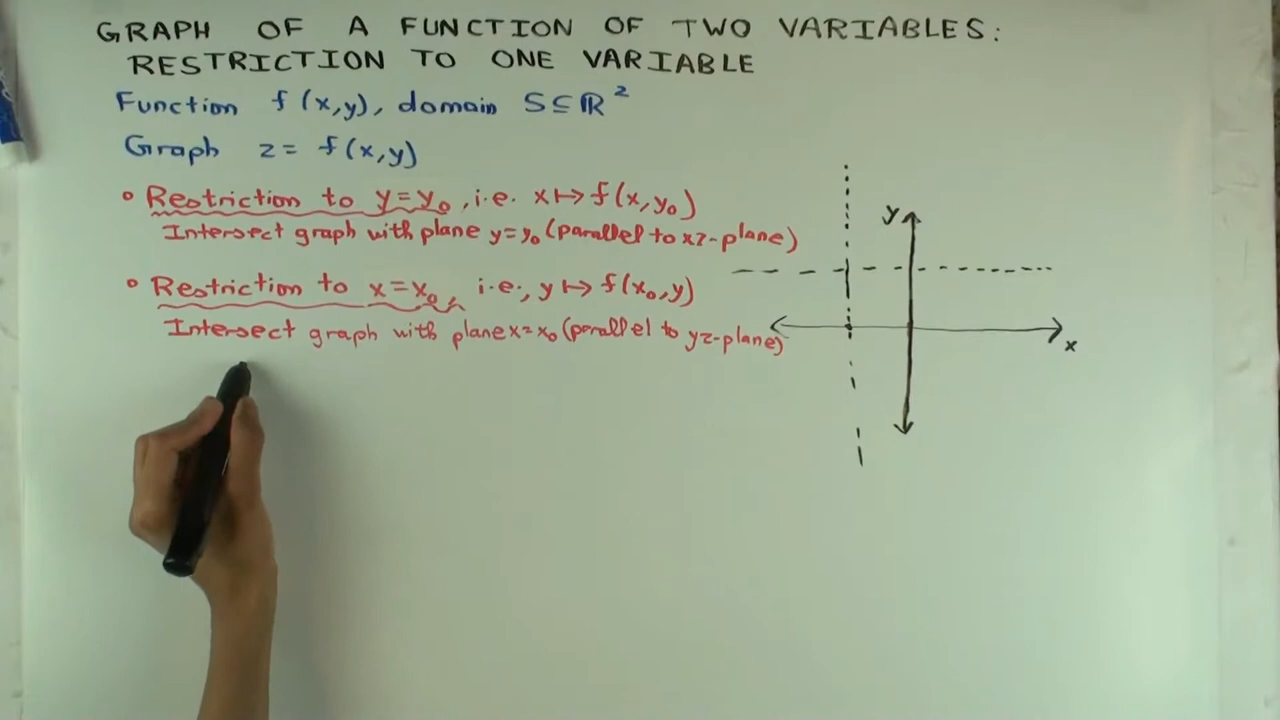 GRAPH OF A FUNCTION OF TWO VARIABLES:
RESTRICTION TO ONE VARIABLE
Function f(x,y), domain S⊆ℝ²
Graph z = f(x,y)
• Restriction to y=y₀, i.e. x↦f(x,y₀)
Intersect graph with plane y=y₀ (parallel to xz-plane)
• Restriction to x=x₀, i.e., y↦f(x₀,y)
Intersect graph with plane x=x₀ (parallel to yz-plane)
y
x